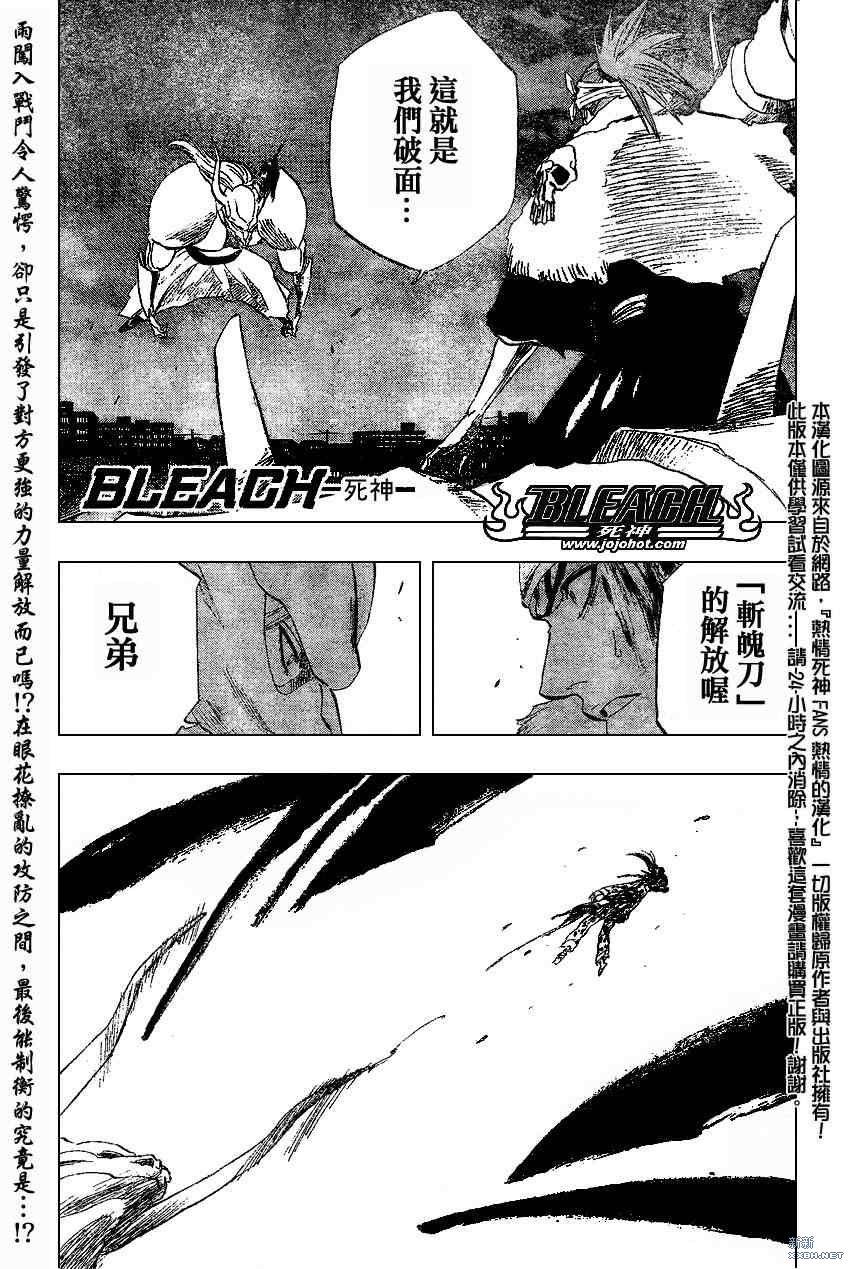 本漢化圖源來自於網路，『熱情死神 FANS 熱情的漢化』一切版權歸原作者與出版社擁有！
此版本僅供學習試看交流……請 24 小時之內消除…喜歡這套漫畫請購買正版！謝謝。
這就是
我們破面…
BLEACH
—死神—
BLEACH
死神
www.jojohot.com
「斬魄刀」
的解放喔
兄弟
雨闖入戰鬥令人驚愕，卻只是引發了對方更強的力量解放而已嗎!?在眼花撩亂的攻防之間，最後能制衡的究竟是…!?
新新
XXDH.NET